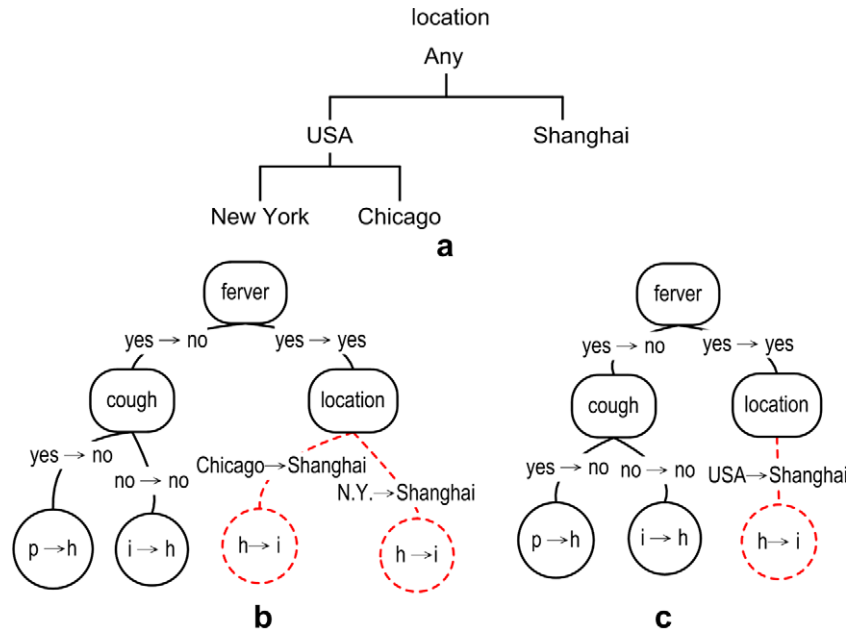 location
Any
USA Shanghai
New York Chicago
a
ferver
yes → no yes → yes
cough location
yes → no no → no Chicago→Shanghai N.Y.→Shanghai
p→h i→h h→i h→i
b
ferver
yes → no yes → yes
cough location
yes → no no → no USA→Shanghai
p→h i→h h→i
c